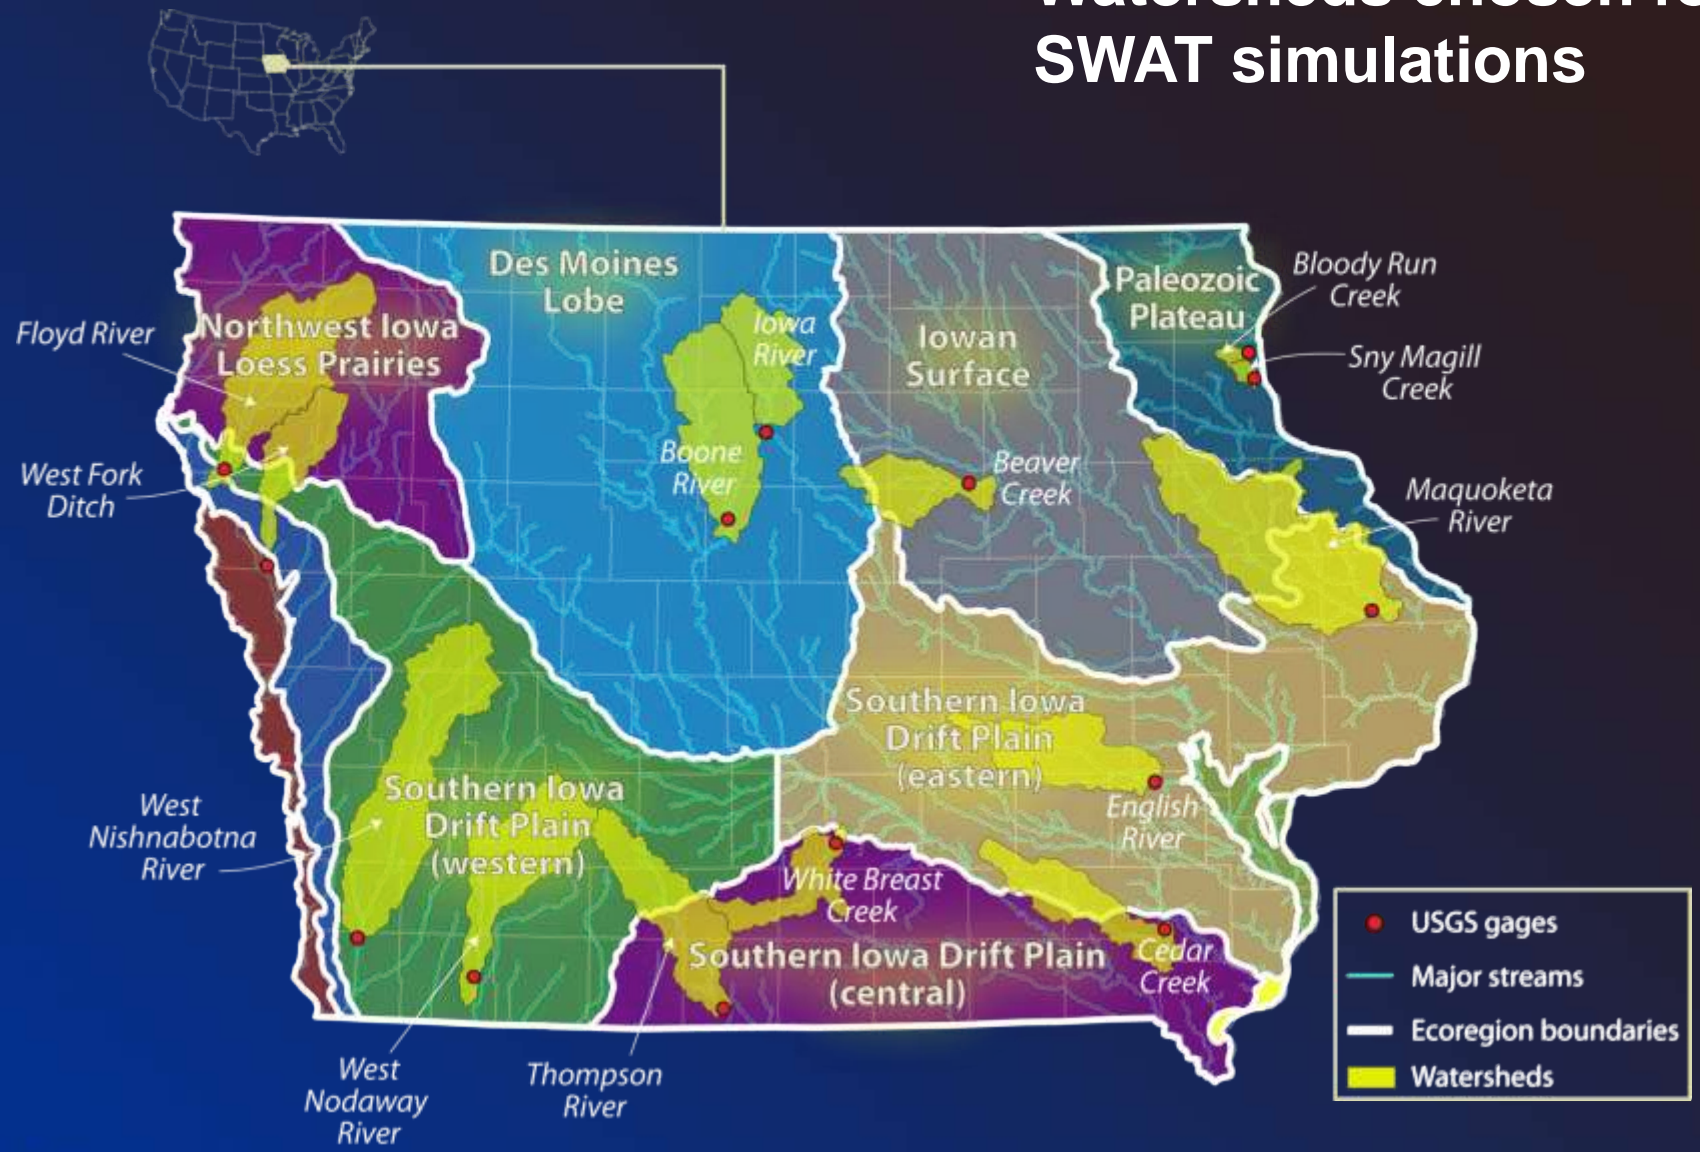 Watersheds chosen
SWAT simulations
Des Moines
Lobe
Paleozoic
Plateau
Bloody Run
Creek
Floyd River
Northwest Iowa
Loess Prairies
Iowa
River
Iowan
Surface
Sny Magill
Creek
West Fork
Ditch
Boone
River
Beaver
Creek
Maquoketa
River
Southern Iowa
Drift Plain
(eastern)
English
River
West
Nishnabotna
River
Southern Iowa
Drift Plain
(western)
White Breast
Creek
Southern Iowa Drift Plain
(central)
Cedar
Creek
West
Nodaway
River
Thompson
River
USGS gages
Major streams
Ecoregion boundaries
Watersheds